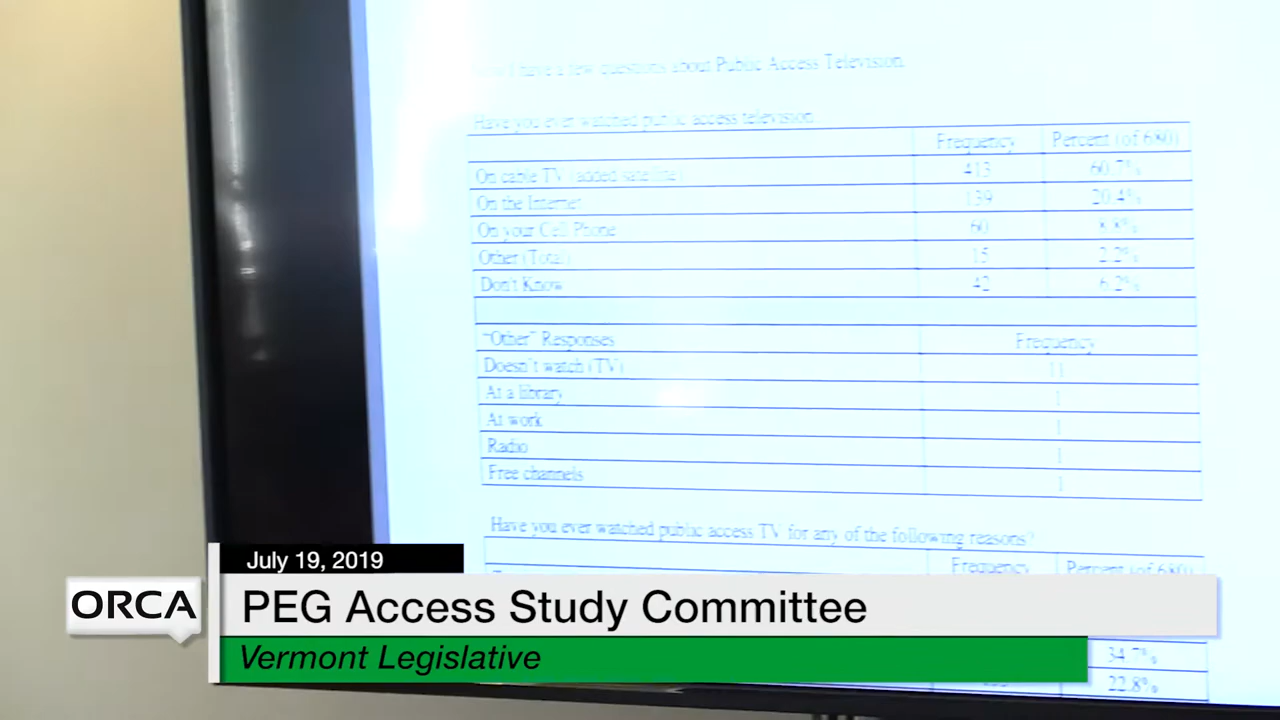 I have a few questions about Public Access Television.
Have you ever watched public access television
Frequency Percent (of 680)
On cable TV (added satellite) 413 60.7%
On the Internet 139 20.4%
On your Cell Phone 60 8.8%
Other (Total) 15 2.2%
Don't Know 42 6.2%
"Other" Responses Frequency
Doesn't watch (TV) 11
At a library 1
At work 1
Radio 1
Free channels 1
Have you ever watched public access TV for any of the following reasons?
Frequency Percent (of 680)
July 19, 2019
ORCA
PEG Access Study Committee
Vermont Legislative
34.7%
22.8%